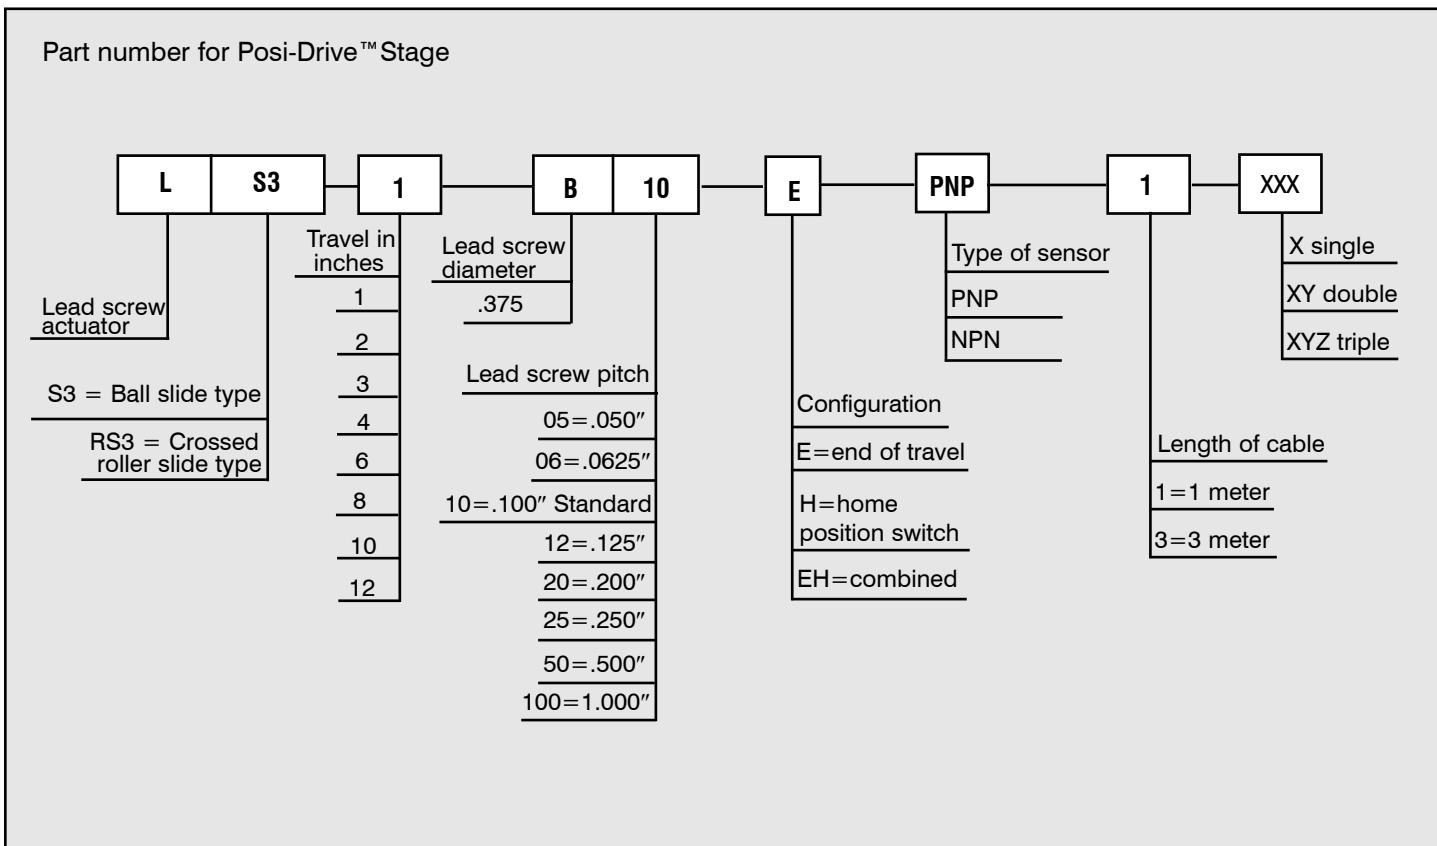 Part number for Posi-Drive™ Stage
L S3 1 B 10 E PNP 1 XXX
Lead screw
actuator
S3 = Ball slide type
RS3 = Crossed
roller slide type
Travel in
inches
1
2
3
4
6
8
10
12
Lead screw
diameter
.375
Lead screw pitch
05=.050″
06=.0625″
10=.100″ Standard
12=.125″
20=.200″
25=.250″
50=.500″
100=1.000″
Configuration
E=end of travel
H=home
position switch
EH=combined
Type of sensor
PNP
NPN
Length of cable
1=1 meter
3=3 meter
X single
XY double
XYZ triple